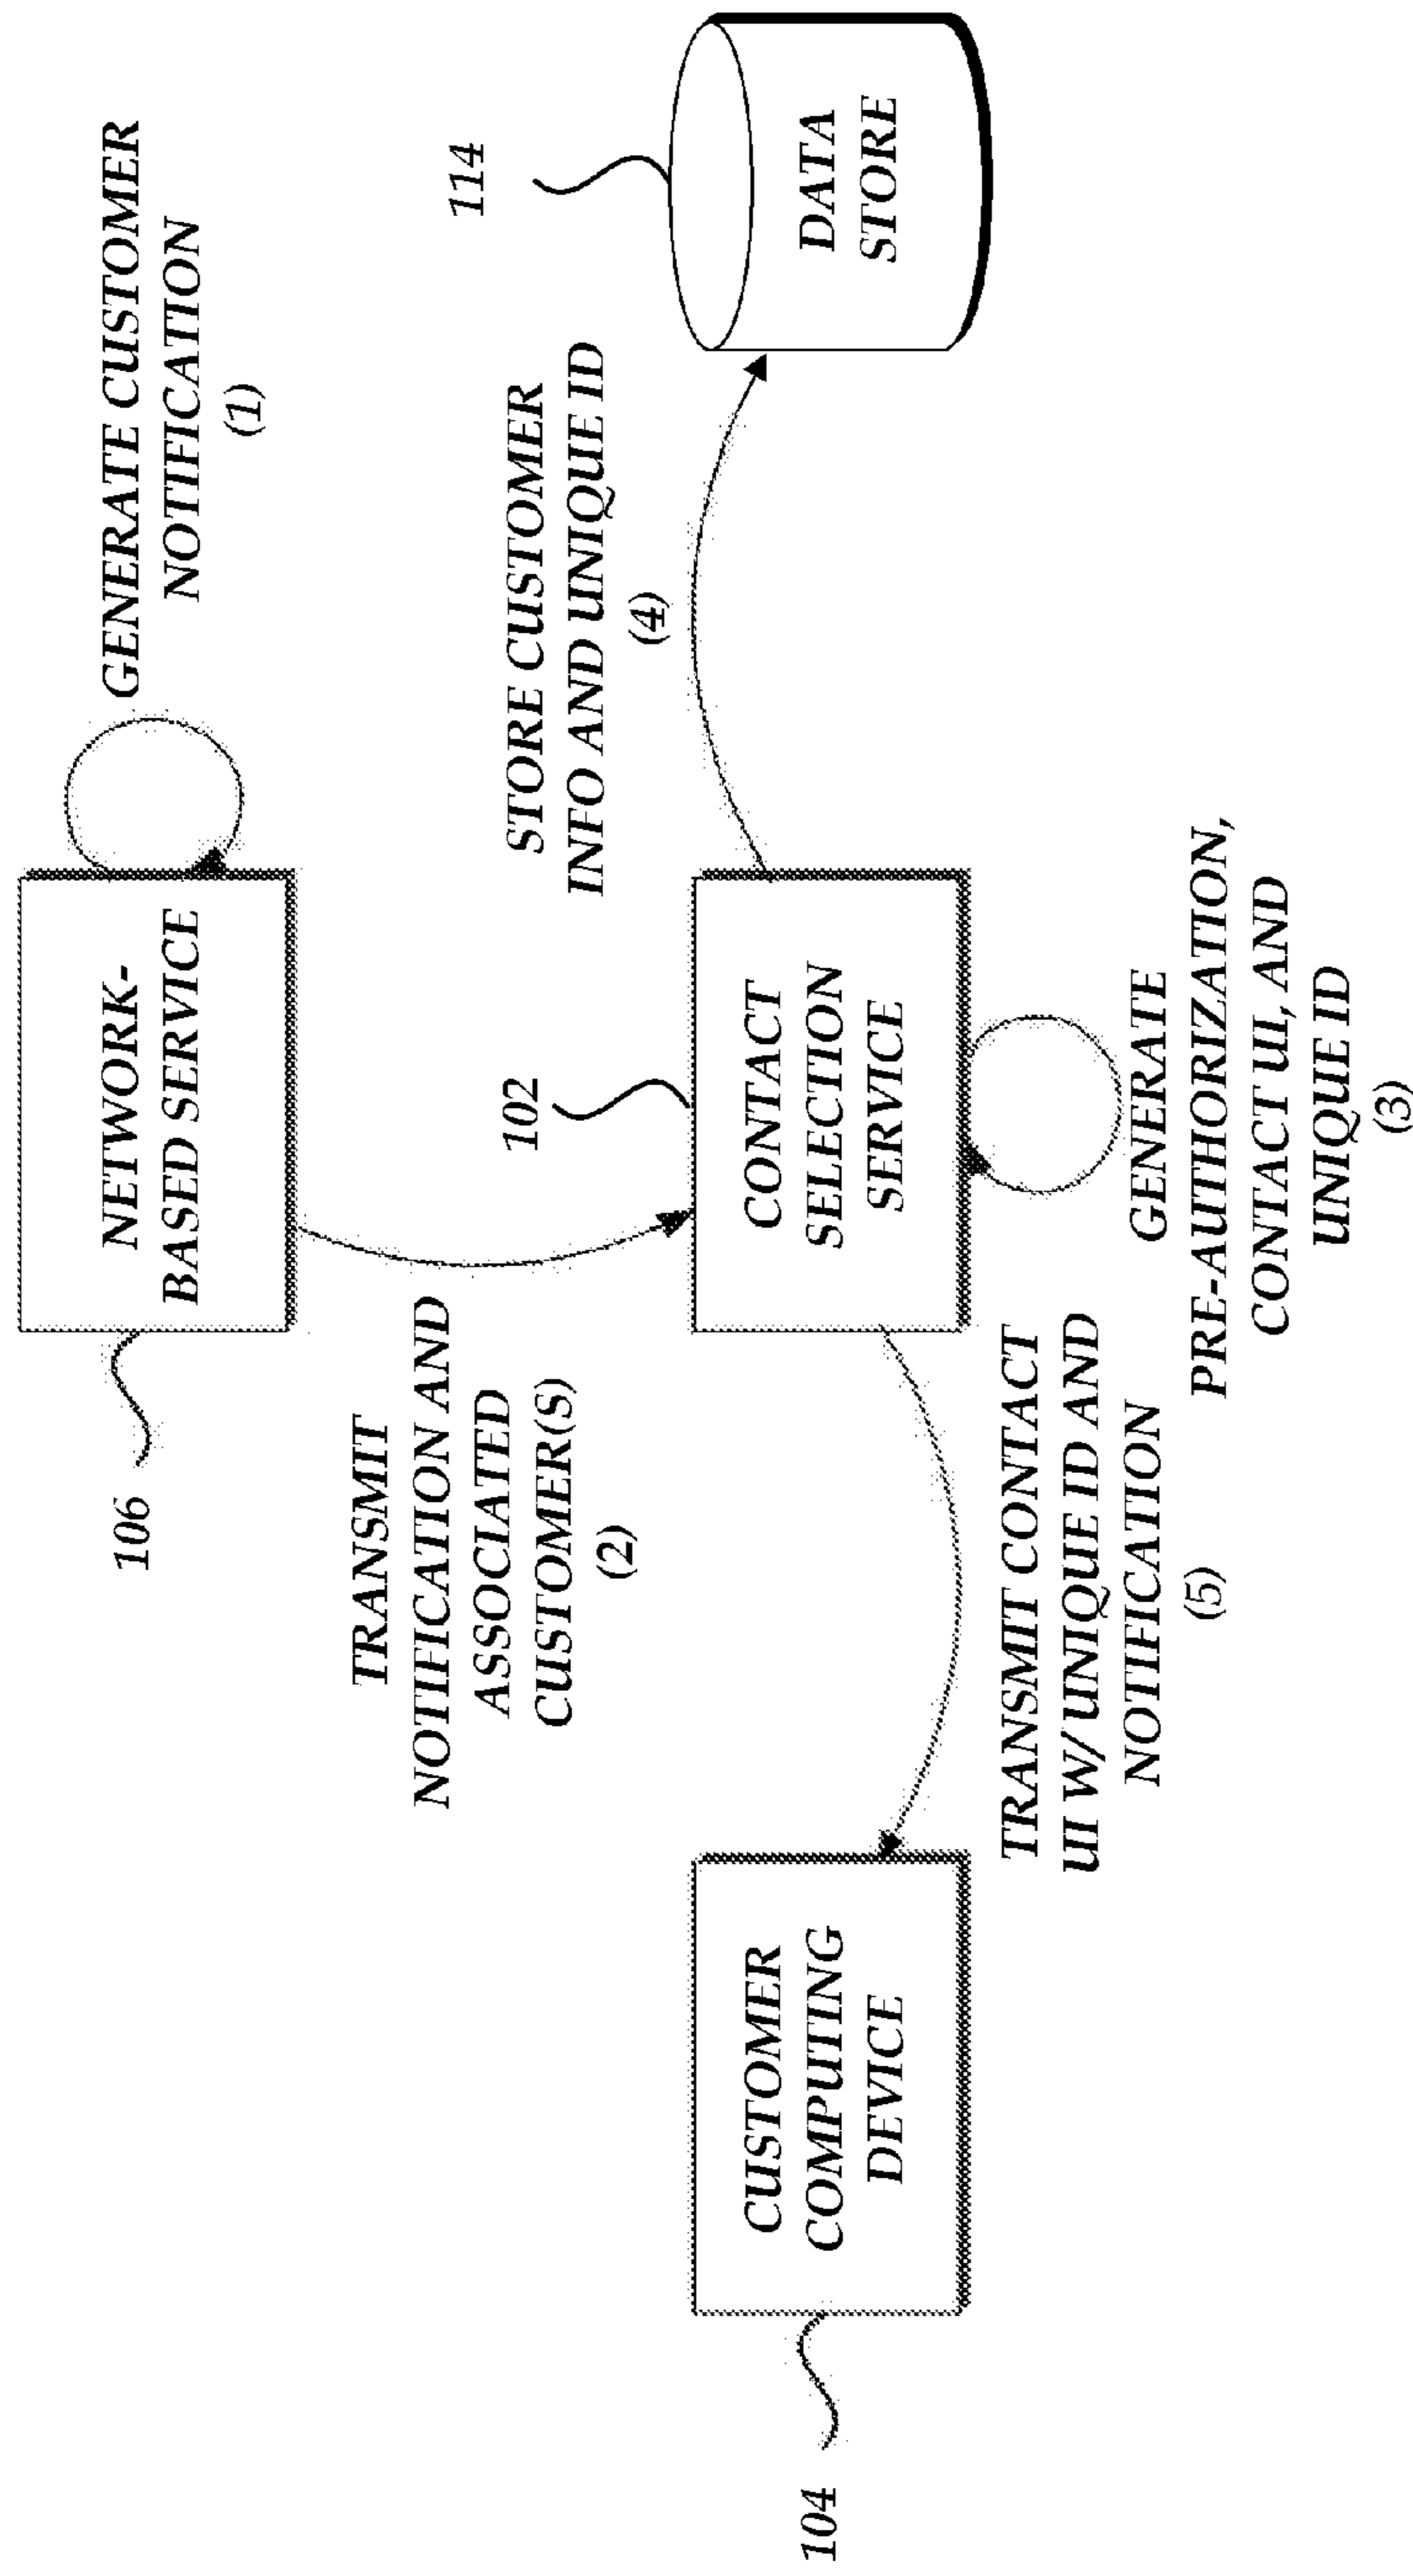 106
NETWORK-
BASED SERVICE
GENERATE CUSTOMER
NOTIFICATION
(1)
TRANSMIT
NOTIFICATION AND
ASSOCIATED
CUSTOMER(S)
(2)
102
CONTACT
SELECTION
SERVICE
STORE CUSTOMER
INFO AND UNIQUE ID
(4)
114
DATA
STORE
104
CUSTOMER
COMPUTING
DEVICE
TRANSMIT CONTACT
UI W/ UNIQUE ID AND
NOTIFICATION
(5)
GENERATE
PRE-AUTHORIZATION,
CONTACT UI, AND
UNIQUE ID
(3)